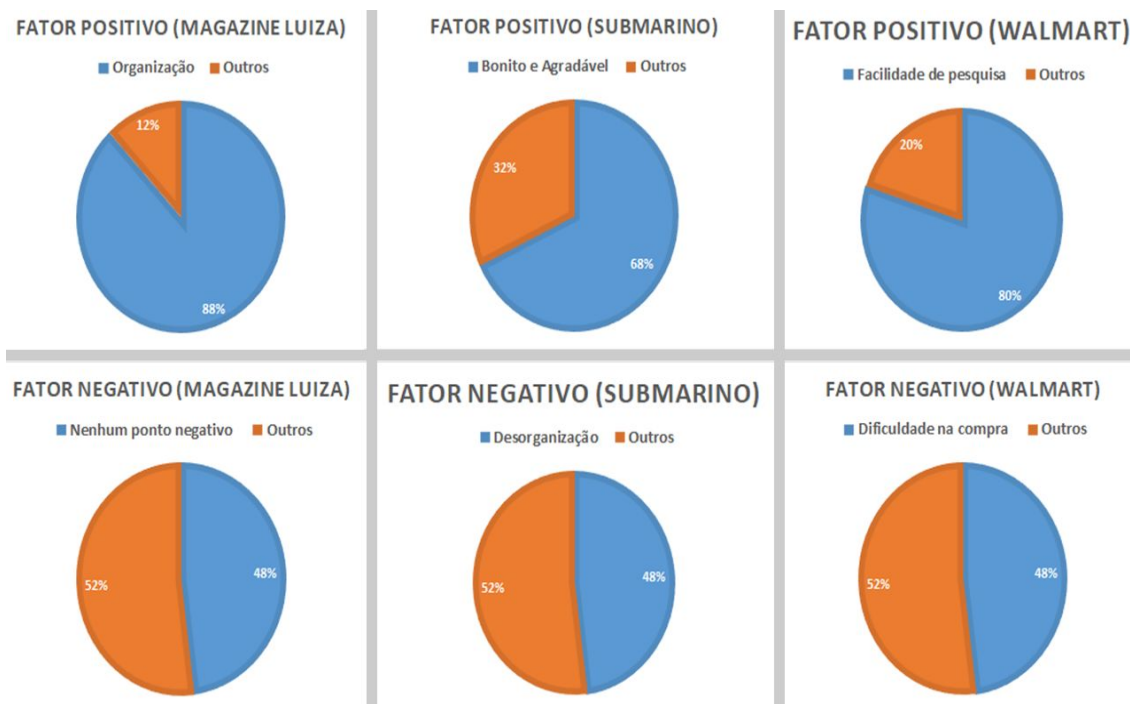 FATOR POSITIVO (MAGAZINE LUIZA)
Organização Outros
12%
88%
FATOR POSITIVO (SUBMARINO)
Bonito e Agradável Outros
32%
68%
FATOR POSITIVO (WALMART)
Facilidade de pesquisa Outros
20%
80%
FATOR NEGATIVO (MAGAZINE LUIZA)
Nenhum ponto negativo Outros
52%
48%
FATOR NEGATIVO (SUBMARINO)
Desorganização Outros
52%
48%
FATOR NEGATIVO (WALMART)
Dificuldade na compra Outros
52%
48%